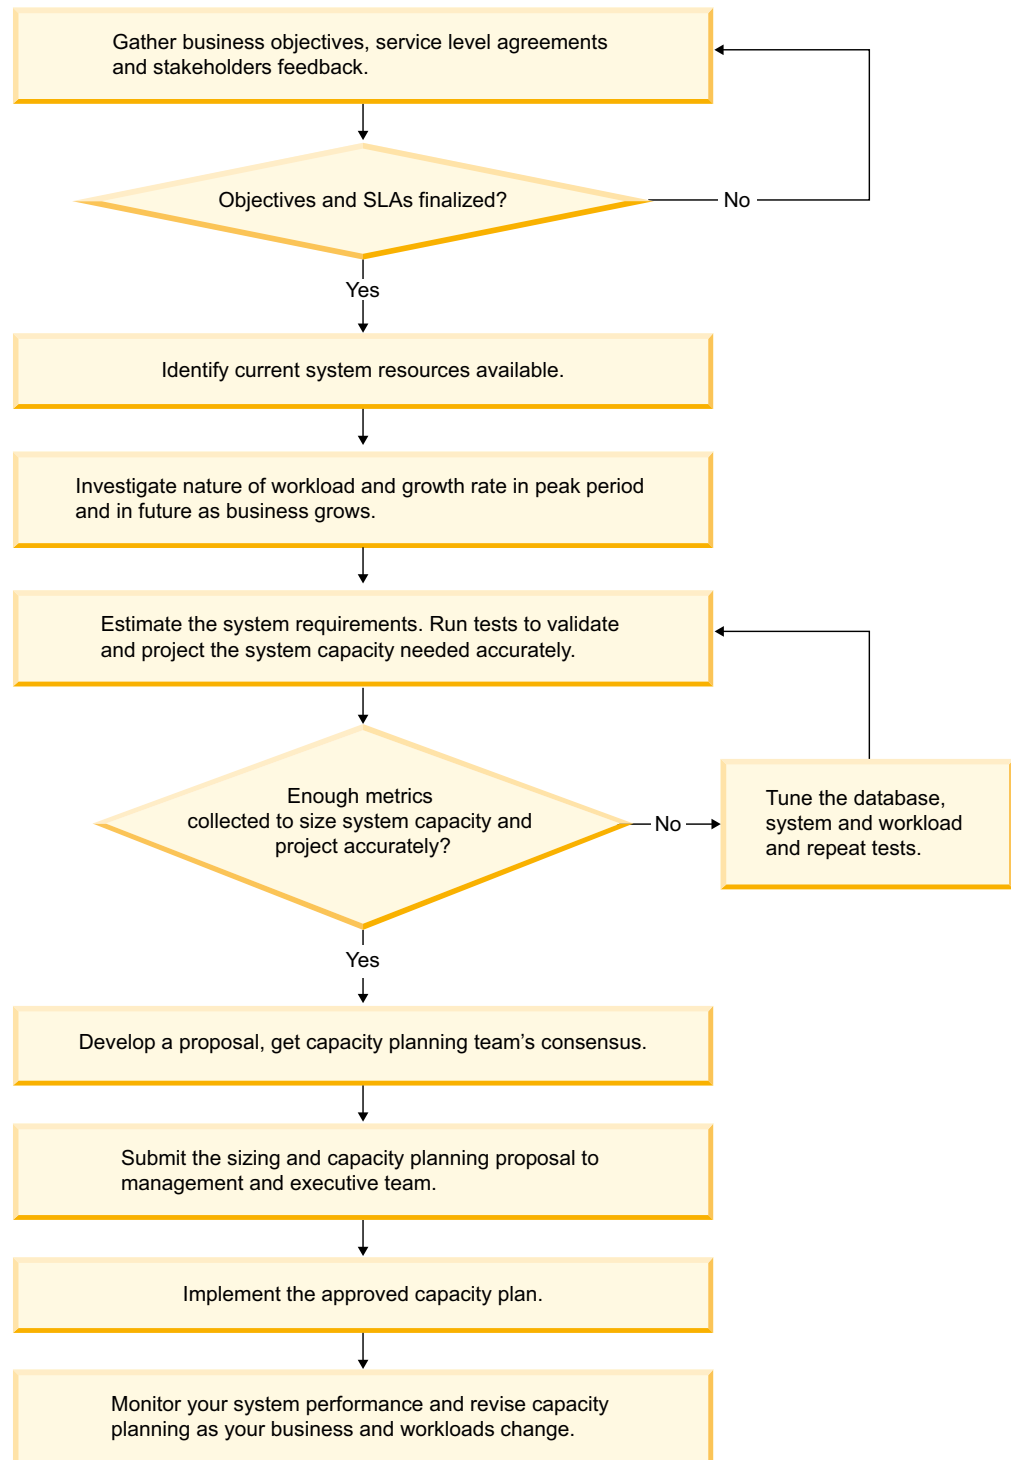 Gather business objectives, service level agreements
and stakeholders feedback.
Objectives and SLAs finalized?
No
Yes
Identify current system resources available.
Investigate nature of workload and growth rate in peak period
and in future as business grows.
Estimate the system requirements. Run tests to validate
and project the system capacity needed accurately.
Enough metrics
collected to size system capacity and
project accurately?
No
Tune the database,
system and workload
and repeat tests.
Yes
Develop a proposal, get capacity planning team’s consensus.
Submit the sizing and capacity planning proposal to
management and executive team.
Implement the approved capacity plan.
Monitor your system performance and revise capacity
planning as your business and workloads change.